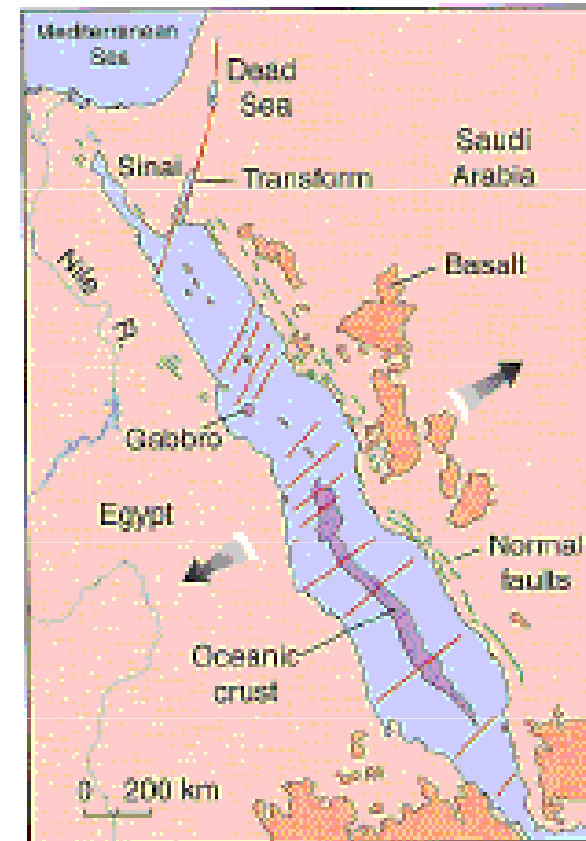 Mediterranean
Sea
Dead
Sea
Saudi
Arabia
Sinai
Transform
Nile
R
Basalt
Gabbro
Egypt
Normal
faults
Oceanic
crust
0 200 km